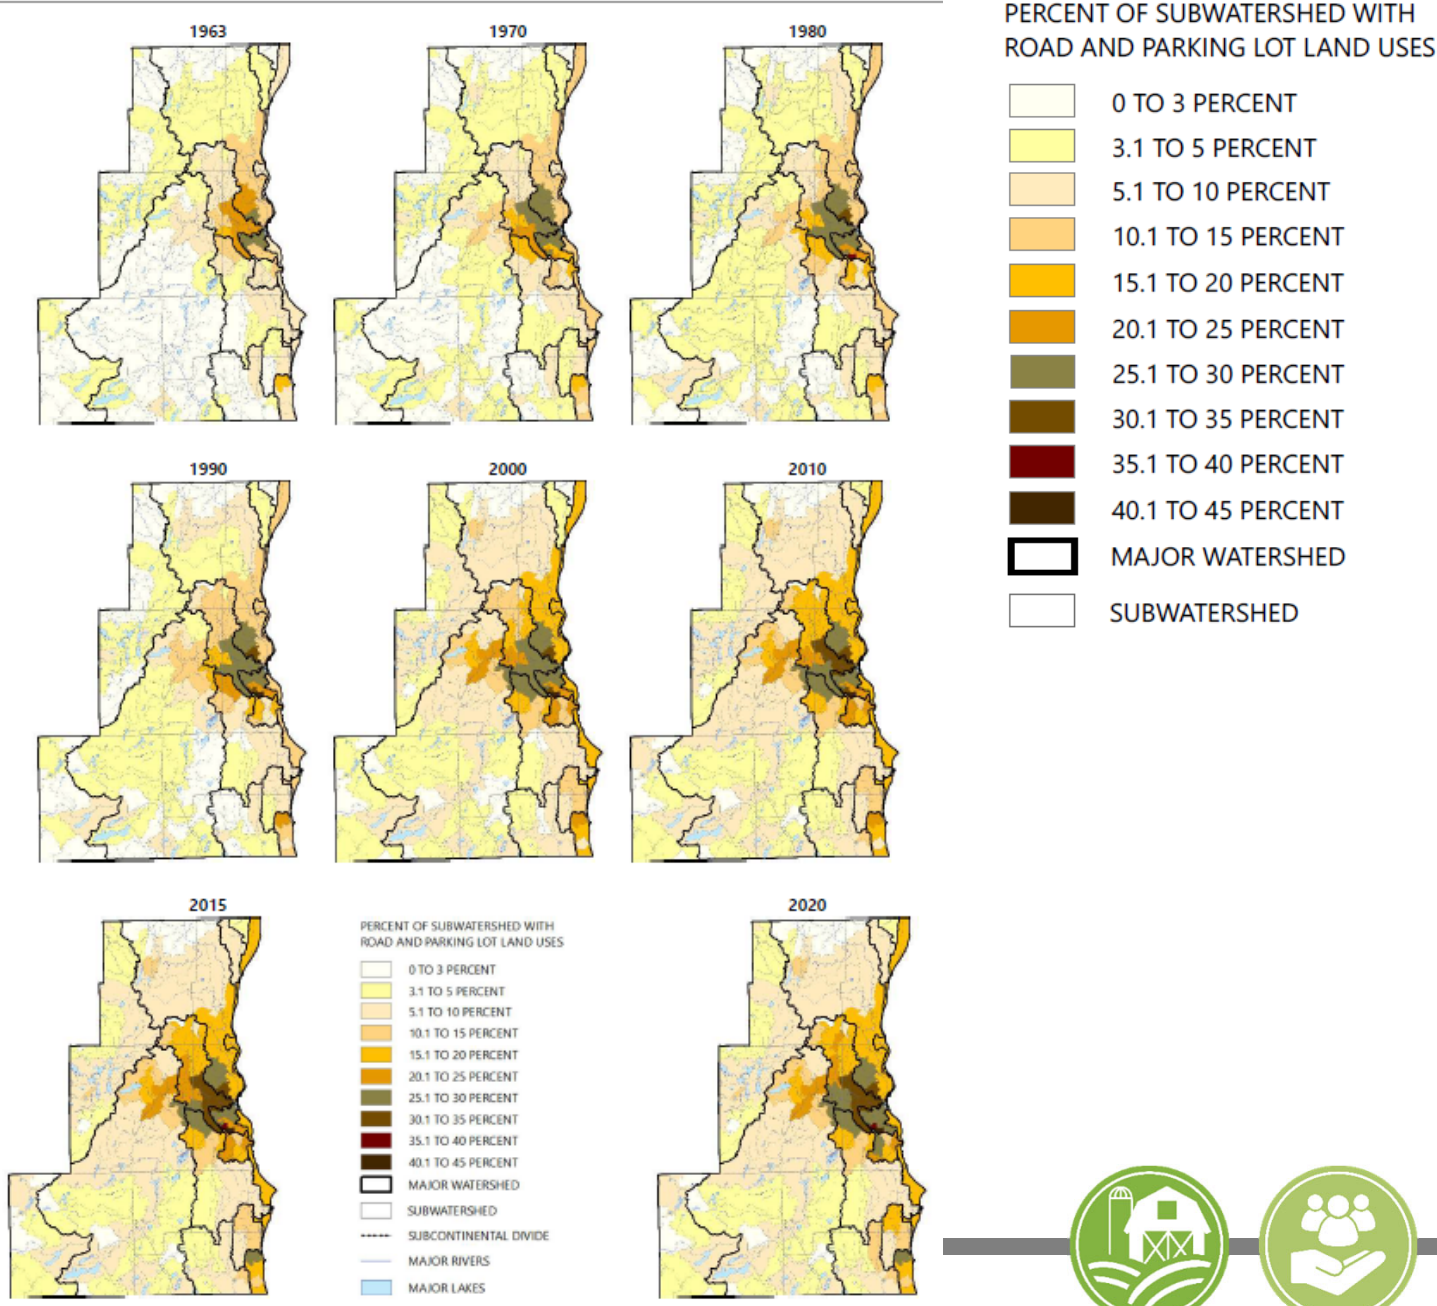 1963
1970
1980
PERCENT OF SUBWATERSHED WITH
ROAD AND PARKING LOT LAND USES
0 TO 3 PERCENT
3.1 TO 5 PERCENT
5.1 TO 10 PERCENT
10.1 TO 15 PERCENT
15.1 TO 20 PERCENT
20.1 TO 25 PERCENT
25.1 TO 30 PERCENT
30.1 TO 35 PERCENT
35.1 TO 40 PERCENT
40.1 TO 45 PERCENT
MAJOR WATERSHED
SUBWATERSHED
1990
2000
2010
2015
PERCENT OF SUBWATERSHED WITH
ROAD AND PARKING LOT LAND USES
0 TO 3 PERCENT
3.1 TO 5 PERCENT
5.1 TO 10 PERCENT
10.1 TO 15 PERCENT
15.1 TO 20 PERCENT
20.1 TO 25 PERCENT
25.1 TO 30 PERCENT
30.1 TO 35 PERCENT
35.1 TO 40 PERCENT
40.1 TO 45 PERCENT
MAJOR WATERSHED
SUBWATERSHED
SUBCONTINENTAL DIVIDE
MAJOR RIVERS
MAJOR LAKES
2020